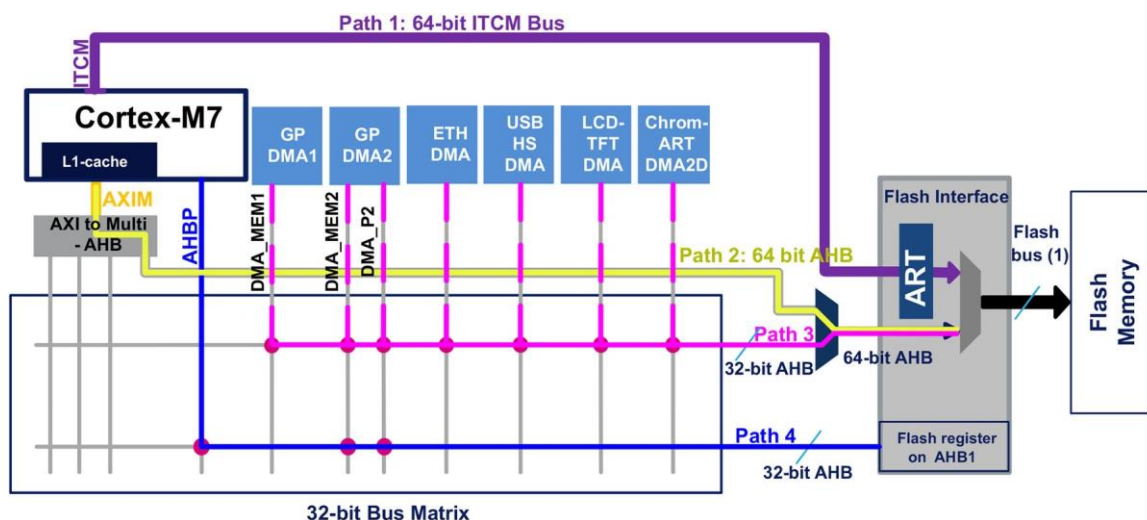 Path 1: 64-bit ITCM Bus
ITCM
Cortex-M7
L1-cache
GP
DMA1
GP
DMA2
ETH
DMA
USB
HS
DMA
LCD-
TFT
DMA
Chrom-
ART
DMA2D
AXIM
AXI to Multi
- AHB
AHBP
DMA_MEM1
DMA_MEM2
DMA_P2
Path 2: 64 bit AHB
Flash Interface
ART
Flash
bus (1)
Flash
Memory
Path 3
32-bit AHB
64-bit AHB
Path 4
32-bit AHB
Flash register
on AHB1
32-bit Bus Matrix